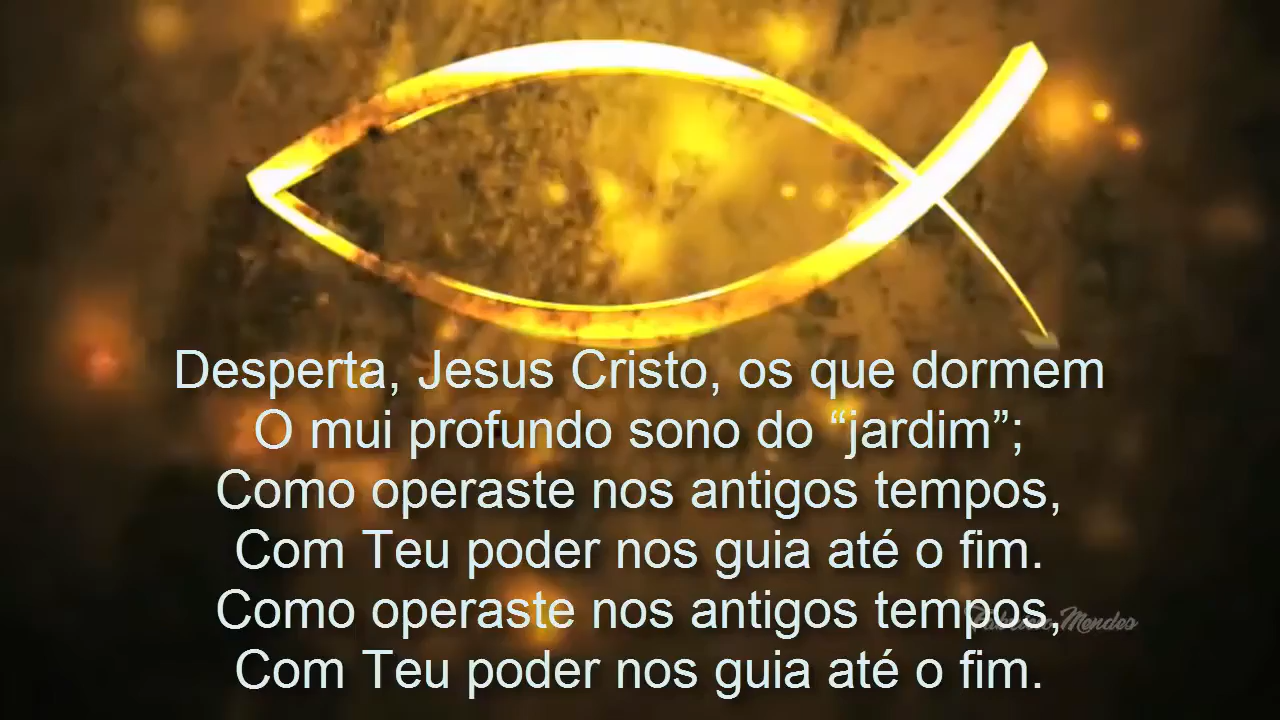 Desperta, Jesus Cristo, os que dormem
O mui profundo sono do “jardim”;
Como operaste nos antigos tempos,
Com Teu poder nos guia até o fim.
Como operaste nos antigos tempos,
Com Teu poder nos guia até o fim.
Mendes